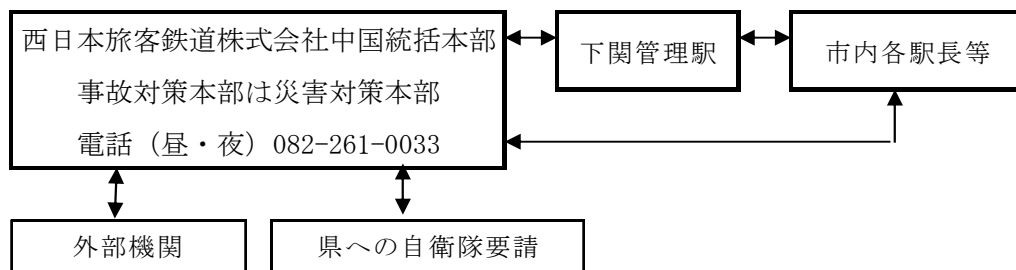 西日本旅客鉄道株式会社中国統括本部
事故対策本部は災害対策本部
電話（昼・夜）082-261-0033
下関管理駅
市内各駅長等
外部機関
県への自衛隊要請